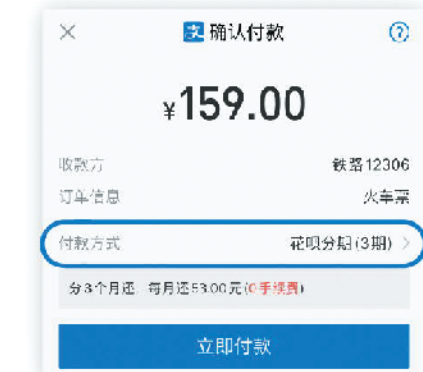 支 确认付款 ?
¥159.00
收款方 铁路12306
订单信息 火车票
付款方式 花呗分期(3期) >
分3个月还 每月还53.00元(0手续费)
立即付款